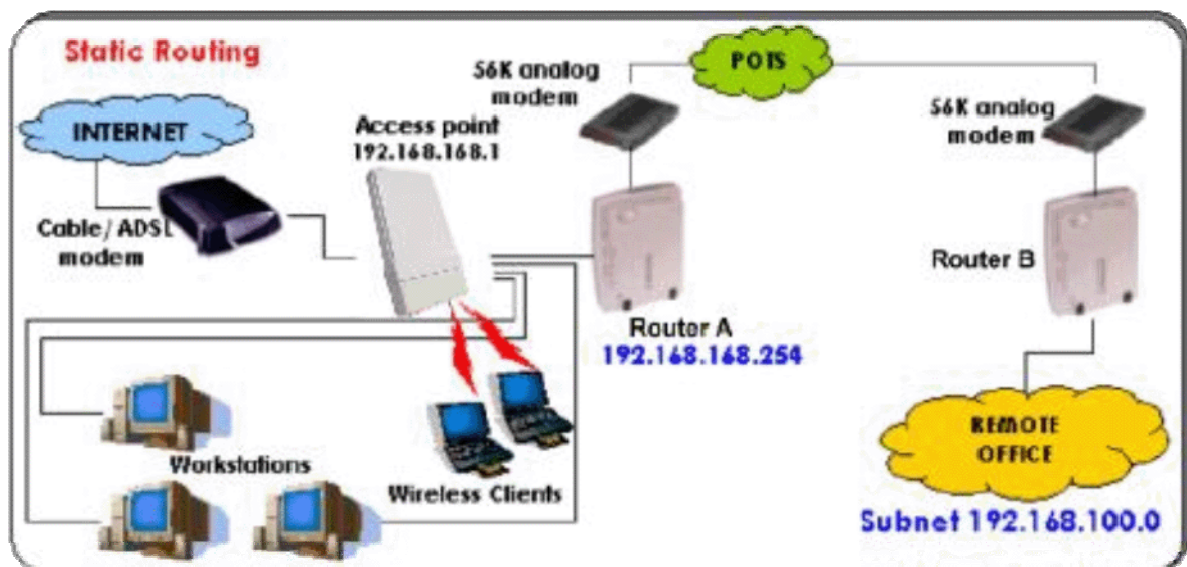 Static Routing
INTERNET
Cable/ADSL
modem
Access point
192.168.168.1
56K analog
modem
POTS
56K analog
modem
Router A
192.168.168.254
Router B
Workstations
Wireless Clients
REMOTE
OFFICE
Subnet 192.168.100.0